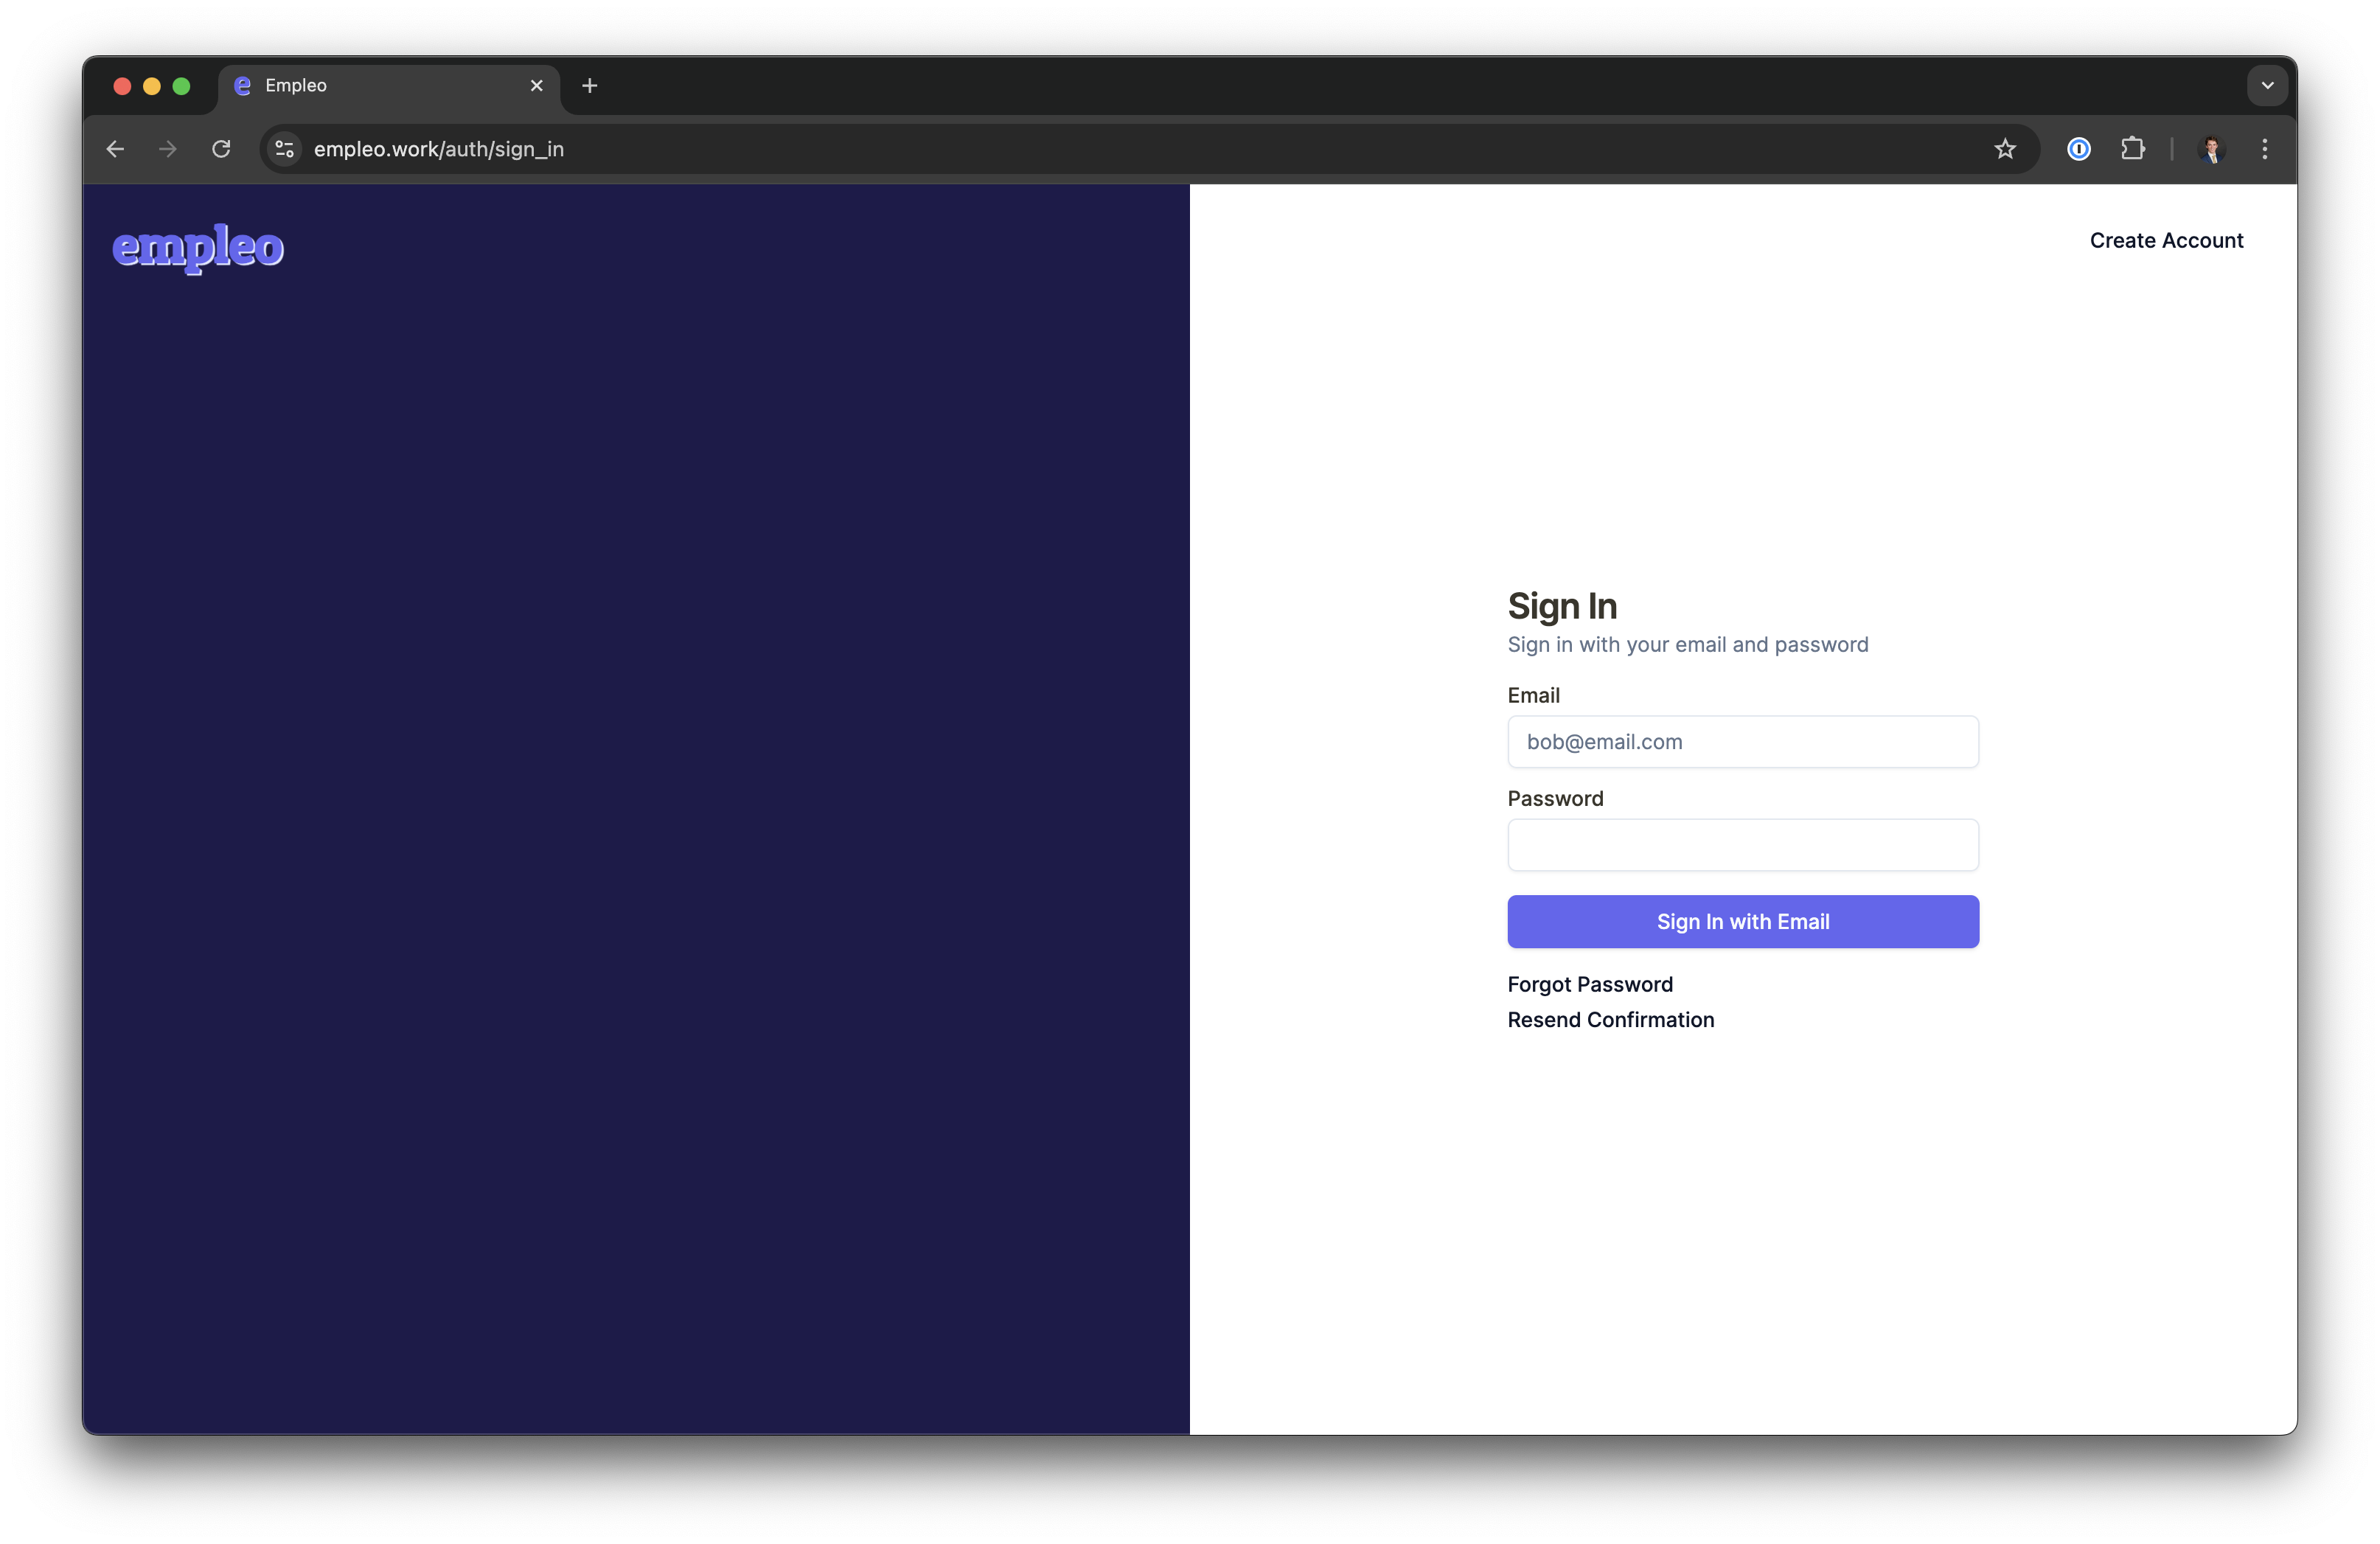 Empleo
empleo.work/auth/sign_in
empleo
Create Account
Sign In
Sign in with your email and password
Email
bob@email.com
Password
Sign In with Email
Forgot Password
Resend Confirmation